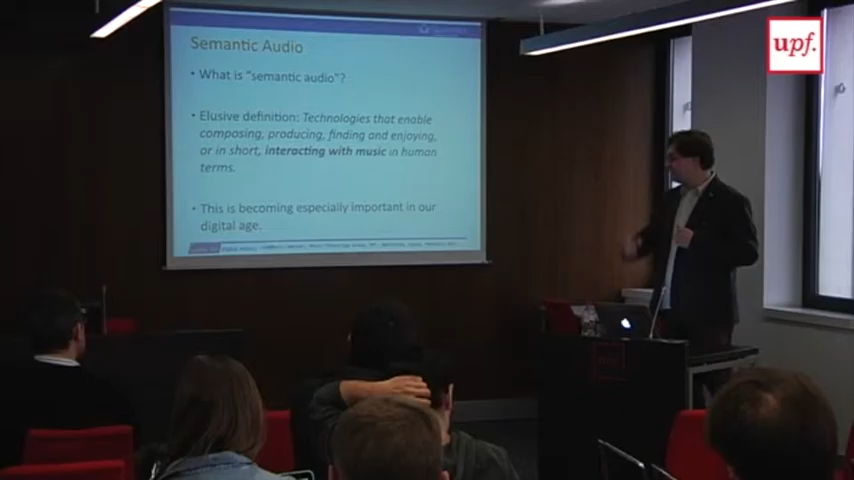 upf.
Semantic Audio
• What is "semantic audio"?
• Elusive definition: Technologies that enable
composing, producing, finding and enjoying,
or in short, interacting with music in human
terms.
• This is becoming especially important in our
digital age.